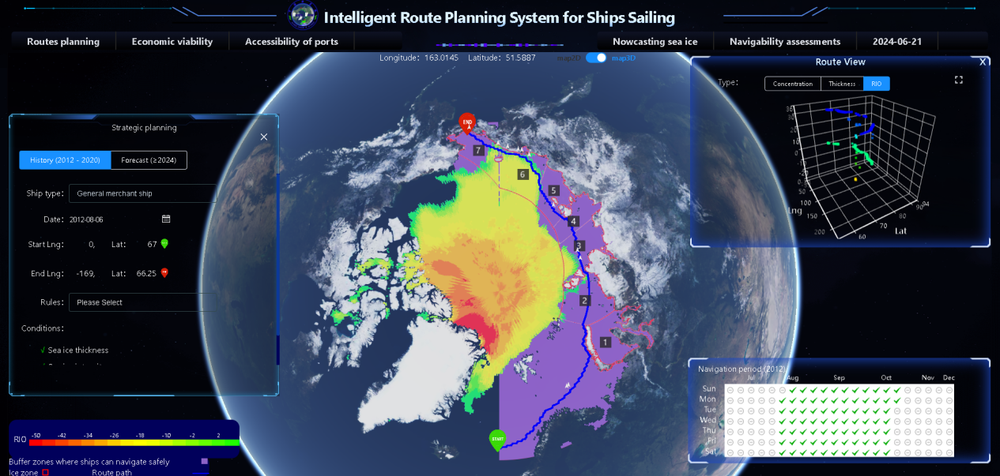 Intelligent Route Planning System for Ships Sailing
Routes planning
Economic viability
Accessibility of ports
Nowcasting sea ice
Navigability assessments
2024-06-21
Longitude: 163.0145 Latitude: 51.5887
map2D
map3D
Strategic planning
History (2012 - 2020)
Forecast (≥2024)
Ship type: General merchant ship
Date: 2012-08-06
Start Lng: 0, Lat: 67
End Lng: -169, Lat: 66.25
Rules: Please Select
Conditions:
✓ Sea ice thickness
RIO -50 -42 -34 -26 -18 -10 -2 2
Buffer zones where ships can navigate safely
Ice zone Route path
END
7
6
5
4
3
2
1
START
Route View
X
Type: Concentration Thickness RIO
30
20
10
0
50
100
150
200
Lng
60
70
80
90
94
Lat
Navigation period (2012)
Jul Aug Sep Oct Nov Dec
Sun
Mon
Tue
Wed
Thu
Fri
Sat